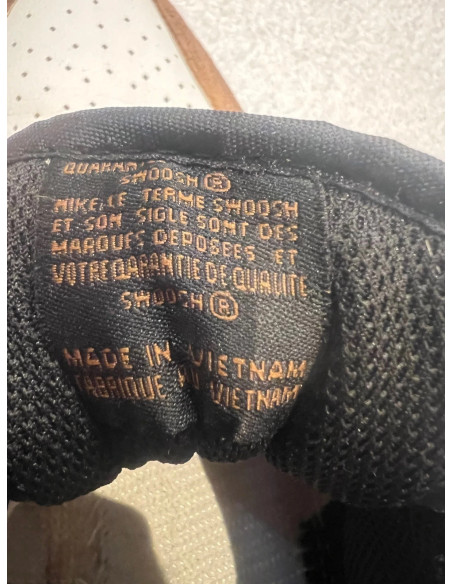 SWOOSH®
NIKE.LE TERME SWOOSH
ET SON SIGLE SONT DES
MARQUES DEPOSEES ET
VOTRE GARANTIE DE QUALITE
SWOOSH®
MADE IN VIETNAM
FABRIQUE AU VIETNAM